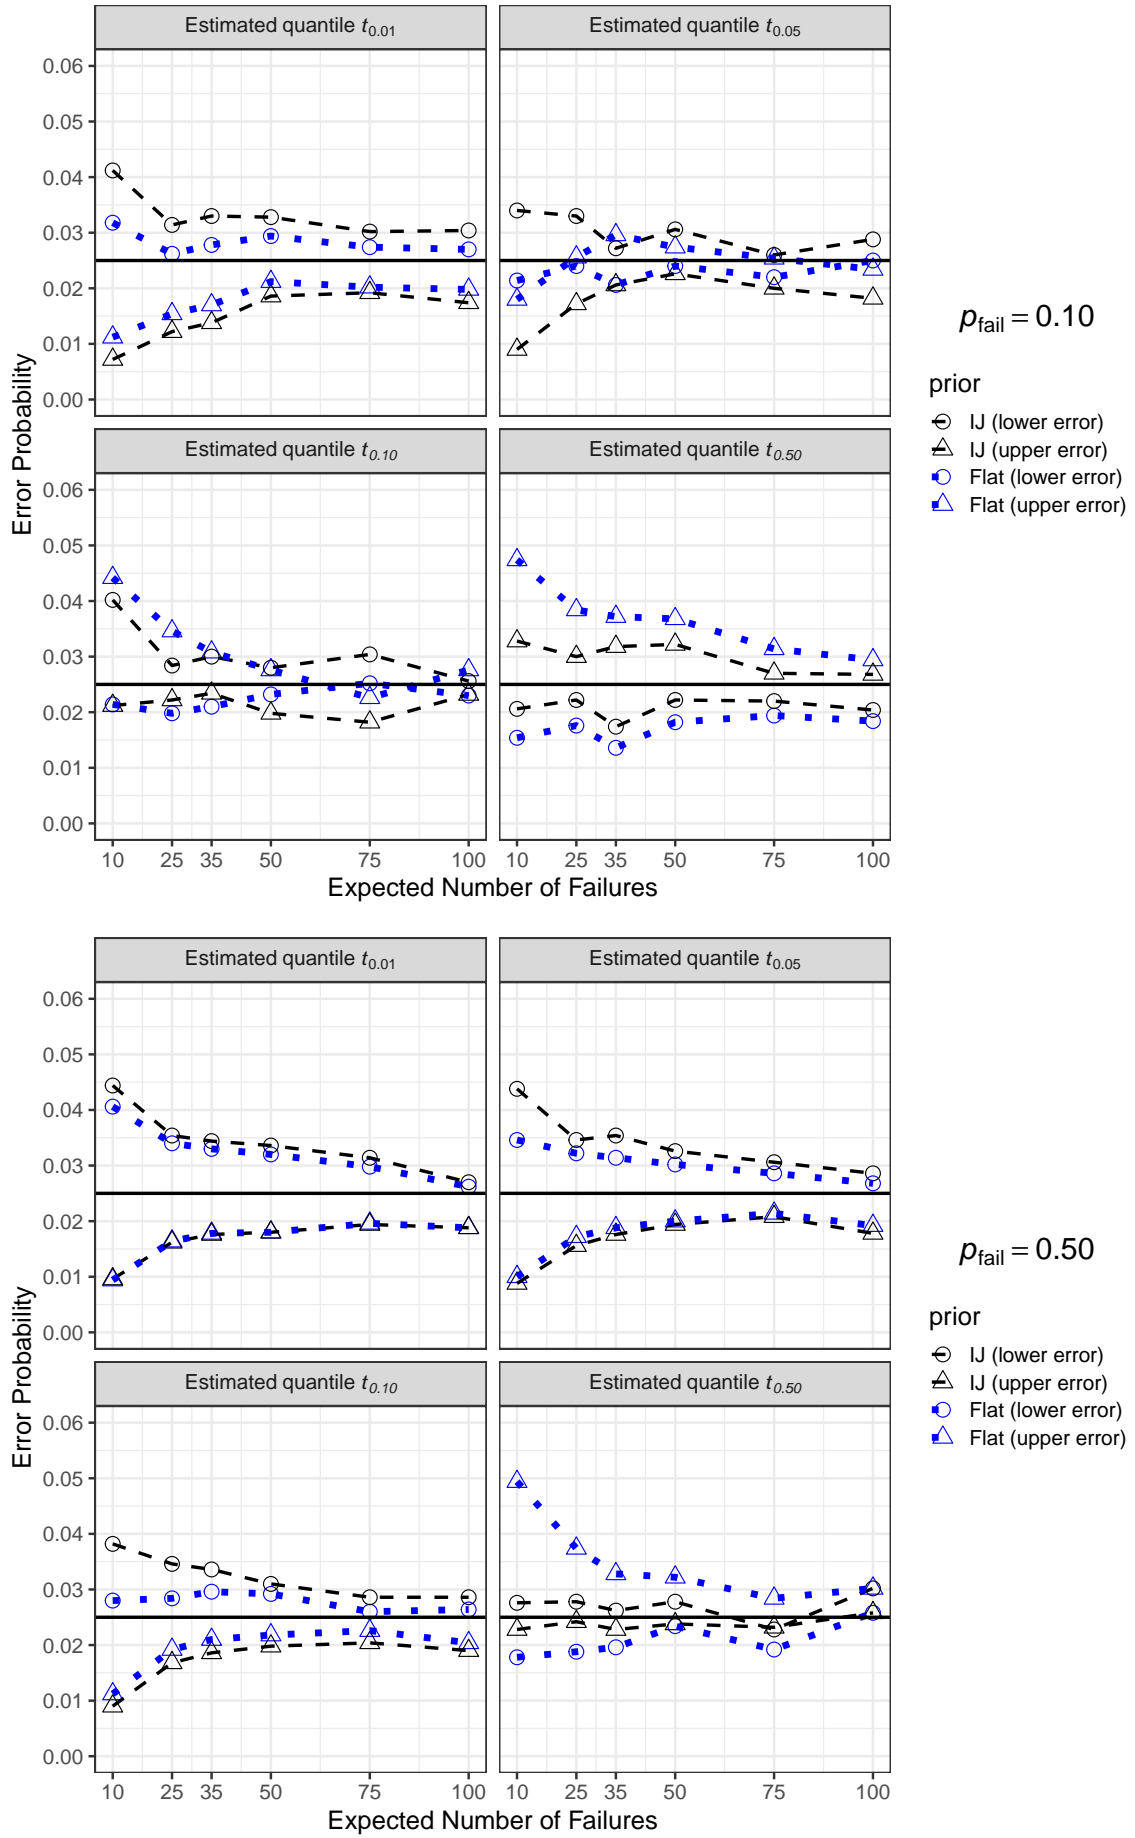 Estimated quantile t0.01
Estimated quantile t0.05
0.06
0.05
0.04
0.03
0.02
0.01
0.00
Estimated quantile t0.10
Estimated quantile t0.50
0.06
0.05
0.04
0.03
0.02
0.01
0.00
10 25 35 50 75 100
10 25 35 50 75 100
Expected Number of Failures
Error Probability
pfail = 0.10
prior
IJ (lower error)
IJ (upper error)
Flat (lower error)
Flat (upper error)
Estimated quantile t0.01
Estimated quantile t0.05
0.06
0.05
0.04
0.03
0.02
0.01
0.00
Estimated quantile t0.10
Estimated quantile t0.50
0.06
0.05
0.04
0.03
0.02
0.01
0.00
10 25 35 50 75 100
10 25 35 50 75 100
Expected Number of Failures
Error Probability
pfail = 0.50
prior
IJ (lower error)
IJ (upper error)
Flat (lower error)
Flat (upper error)